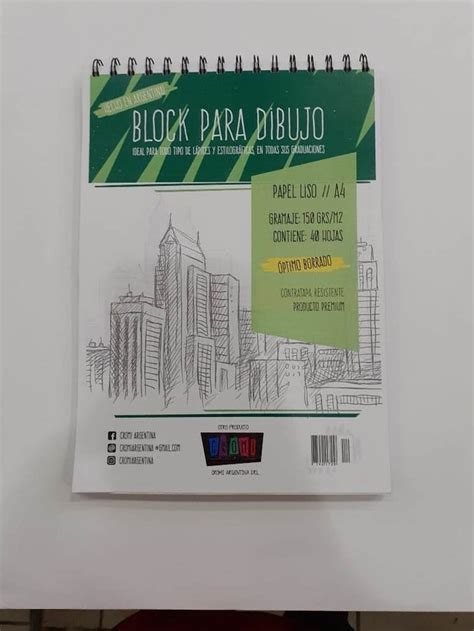 HECHO EN ARGENTINA!
BLOCK PARA DIBUJO
IDEAL PARA TODO TIPO DE LÁPICES Y ESTILOGRÁFICAS, EN TODAS SUS GRADUACIONES
PAPEL LISO // A4
GRAMAJE: 150 GRS/M2
CONTIENE: 40 HOJAS
ÓPTIMO BORRADO
CONTRATAPA RESISTENTE
PRODUCTO PREMIUM
CROMI ARGENTINA
CROMIARGENTINA @GMAIL.COM
CROMIARGENTINA
OTRO PRODUCTO
CROMI
CROMI ARGENTINA SRL